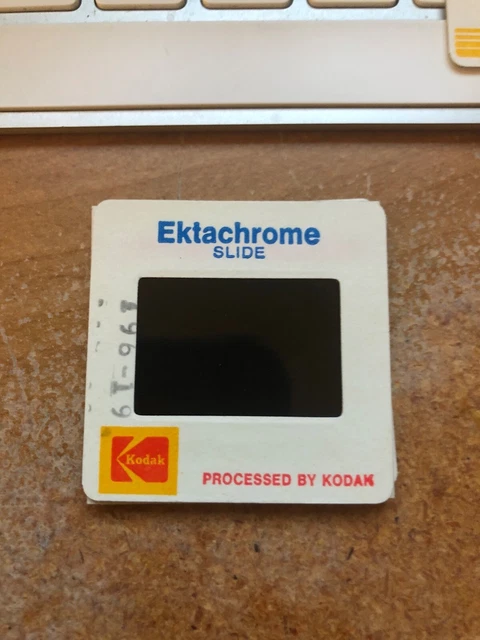 Ektachrome
SLIDE
Kodak
PROCESSED BY KODAK